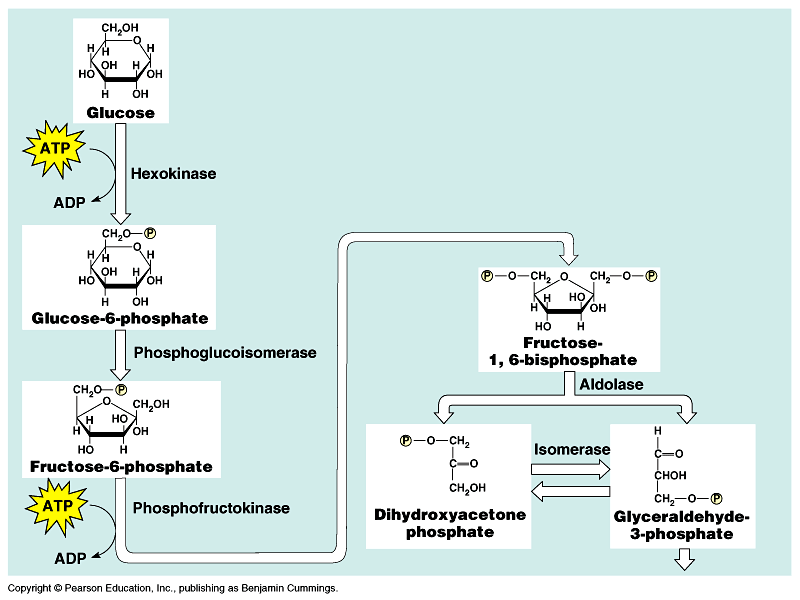 CH₂OH
O
H
H
H
OH
H
HO
OH
H
OH
Glucose
ATP
Hexokinase
ADP
CH₂O—P
O
H
H
H
OH
H
HO
OH
H
OH
Glucose-6-phosphate
Phosphoglucoisomerase
CH₂O—P
O
CH₂OH
H
H
HO
OH
HO
H
Fructose-6-phosphate
ATP
Phosphofructokinase
ADP
P—O—CH₂
O
CH₂—O—P
H
H
HO
OH
HO
H
Fructose-
1, 6-bisphosphate
Aldolase
P—O—CH₂
C=O
CH₂OH
Dihydroxyacetone
phosphate
Isomerase
H
C=O
CHOH
CH₂—O—P
Glyceraldehyde-
3-phosphate
Copyright © Pearson Education, Inc., publishing as Benjamin Cummings.